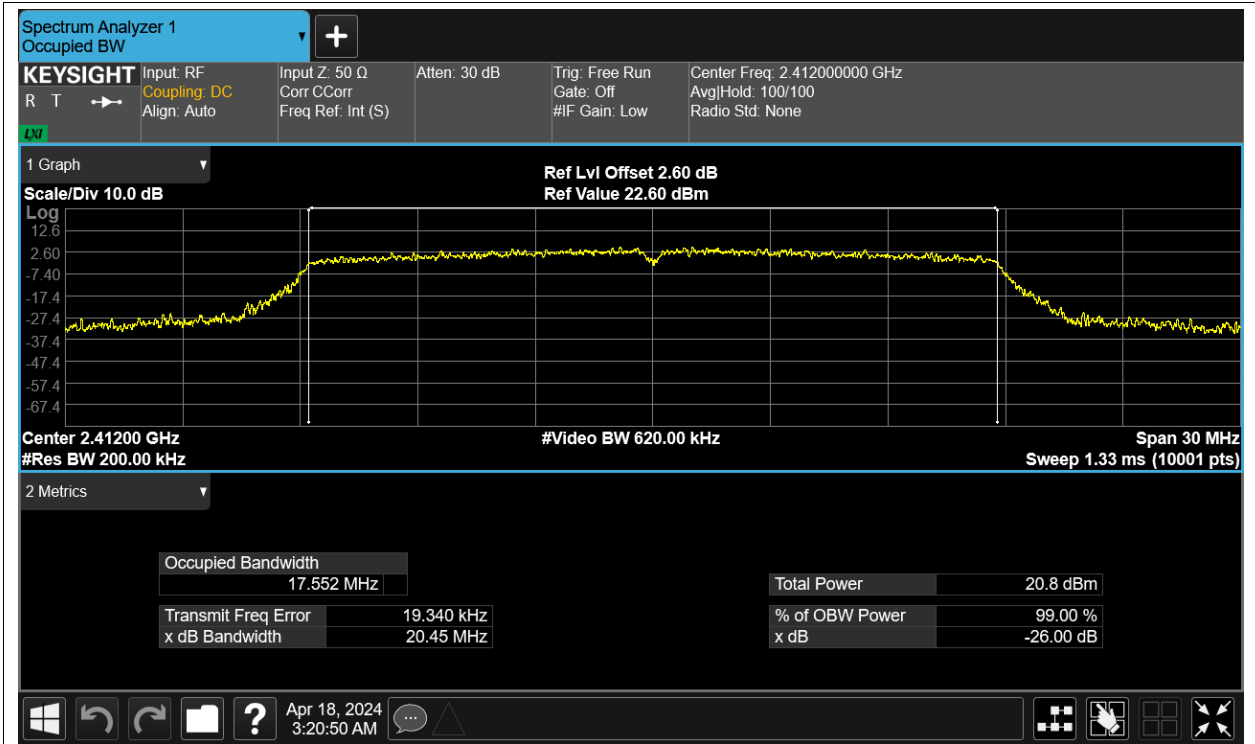 Spectrum Analyzer 1
Occupied BW
▼
+
KEYSIGHT
R T
LXI
Input: RF
Coupling: DC
Align: Auto
Input Z: 50 Ω
Corr CCorr
Freq Ref: Int (S)
Atten: 30 dB
Trig: Free Run
Gate: Off
#IF Gain: Low
Center Freq: 2.412000000 GHz
Avg|Hold: 100/100
Radio Std: None
1 Graph
Scale/Div 10.0 dB
Ref Lvl Offset 2.60 dB
Ref Value 22.60 dBm
Log
12.6
2.60
-7.40
-17.4
-27.4
-37.4
-47.4
-57.4
-67.4
Center 2.41200 GHz
#Video BW 620.00 kHz
Span 30 MHz
#Res BW 200.00 kHz
Sweep 1.33 ms (10001 pts)
2 Metrics
Occupied Bandwidth
17.552 MHz
Transmit Freq Error 19.340 kHz
x dB Bandwidth 20.45 MHz
Total Power 20.8 dBm
% of OBW Power 99.00 %
x dB -26.00 dB
?
Apr 18, 2024
3:20:50 AM